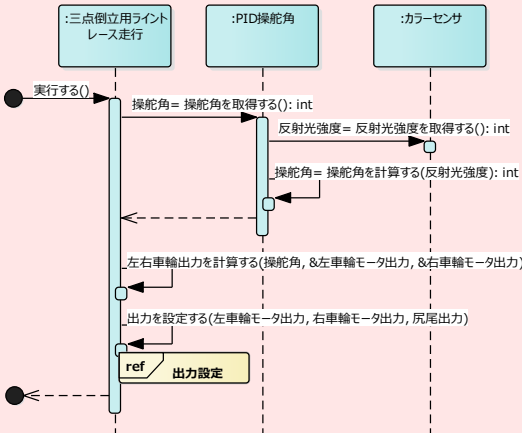 :三点倒立用ライント
レース走行
:PID操舵角
:カラーセンサ
実行する()
操舵角= 操舵角を取得する(): int
反射光強度= 反射光強度を取得する(): int
操舵角= 操舵角を計算する(反射光強度): int
左右車輪出力を計算する(操舵角, &左車輪モータ出力, &右車輪モータ出力)
出力を設定する(左車輪モータ出力, 右車輪モータ出力, 尻尾出力)
ref
出力設定